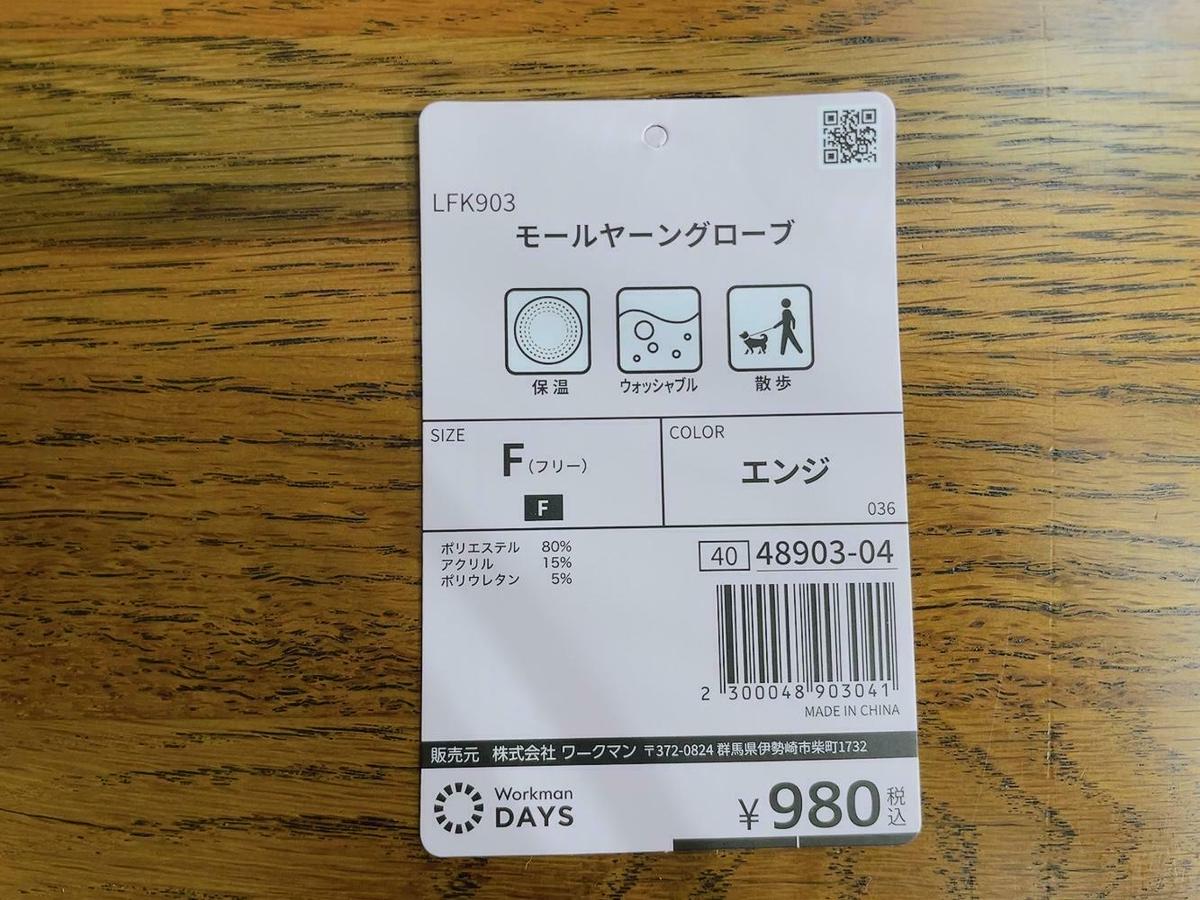 LFK903
モールヤーングローブ
保温
ウォッシャブル
散歩
SIZE
F(フリー)
F
COLOR
エンジ
036
ポリエステル 80%
アクリル 15%
ポリウレタン 5%
40 48903-04
2 300048 903041
MADE IN CHINA
販売元 株式会社 ワークマン 〒372-0824 群馬県伊勢崎市柴町1732
Workman
DAYS
¥980 税込